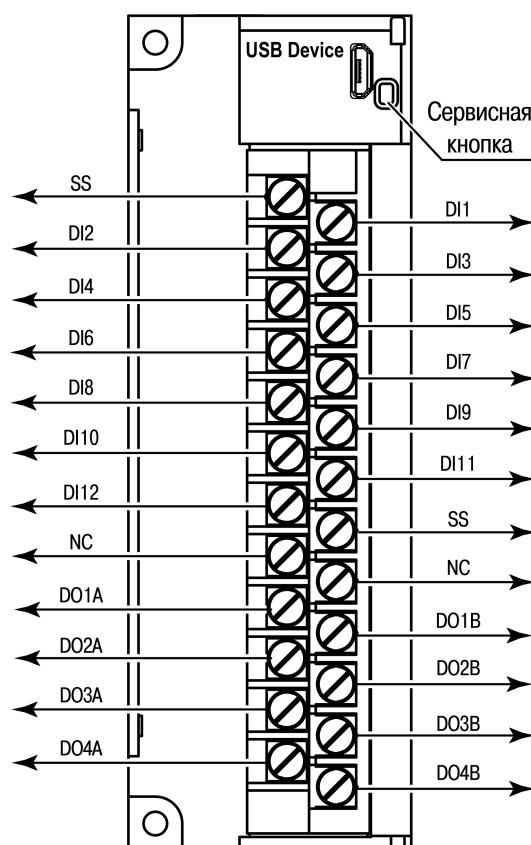 USB Device
Сервисная
кнопка
SS
DI1
DI2
DI3
DI4
DI5
DI6
DI7
DI8
DI9
DI10
DI11
DI12
SS
NC
NC
DO1A
DO1B
DO2A
DO2B
DO3A
DO3B
DO4A
DO4B